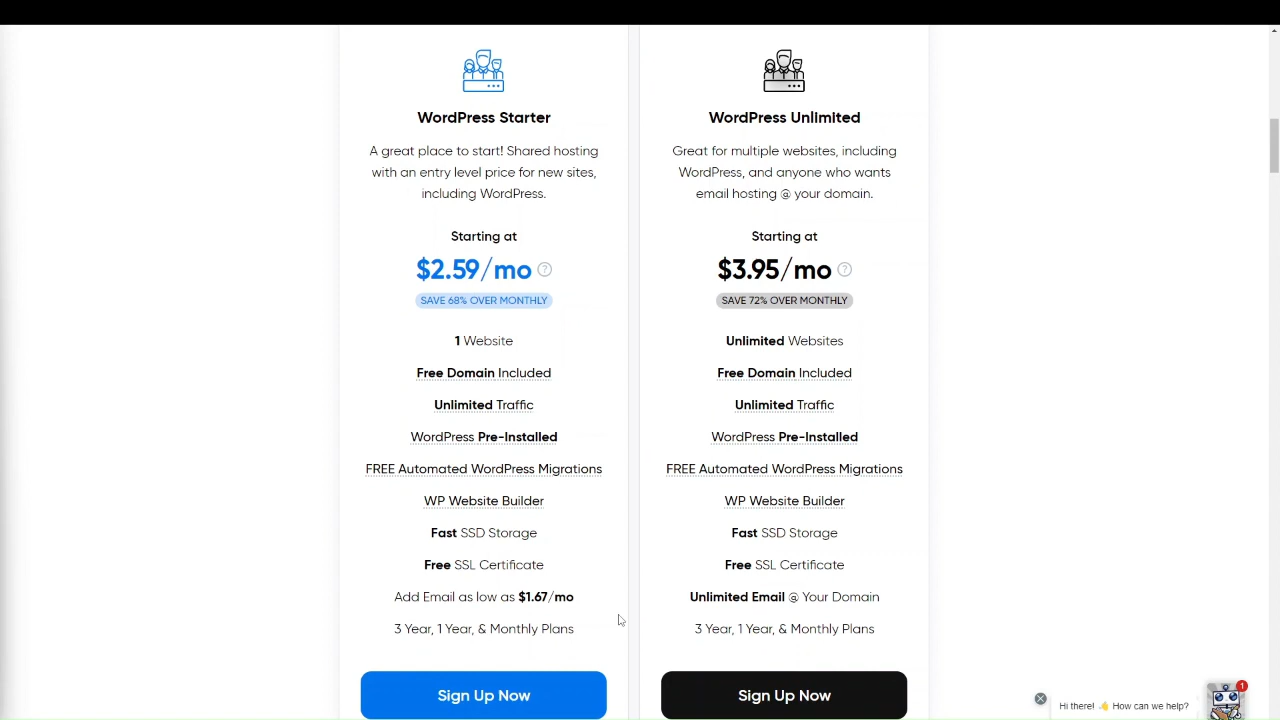 WordPress Starter
A great place to start! Shared hosting
with an entry level price for new sites,
including WordPress.
Starting at
$2.59/mo ?
SAVE 68% OVER MONTHLY
1 Website
Free Domain Included
Unlimited Traffic
WordPress Pre-Installed
FREE Automated WordPress Migrations
WP Website Builder
Fast SSD Storage
Free SSL Certificate
Add Email as low as $1.67/mo
3 Year, 1 Year, & Monthly Plans
Sign Up Now
WordPress Unlimited
Great for multiple websites, including
WordPress, and anyone who wants
email hosting @ your domain.
Starting at
$3.95/mo ?
SAVE 72% OVER MONTHLY
Unlimited Websites
Free Domain Included
Unlimited Traffic
WordPress Pre-Installed
FREE Automated WordPress Migrations
WP Website Builder
Fast SSD Storage
Free SSL Certificate
Unlimited Email @ Your Domain
3 Year, 1 Year, & Monthly Plans
Sign Up Now
Hi there! 👋 How can we help?
1